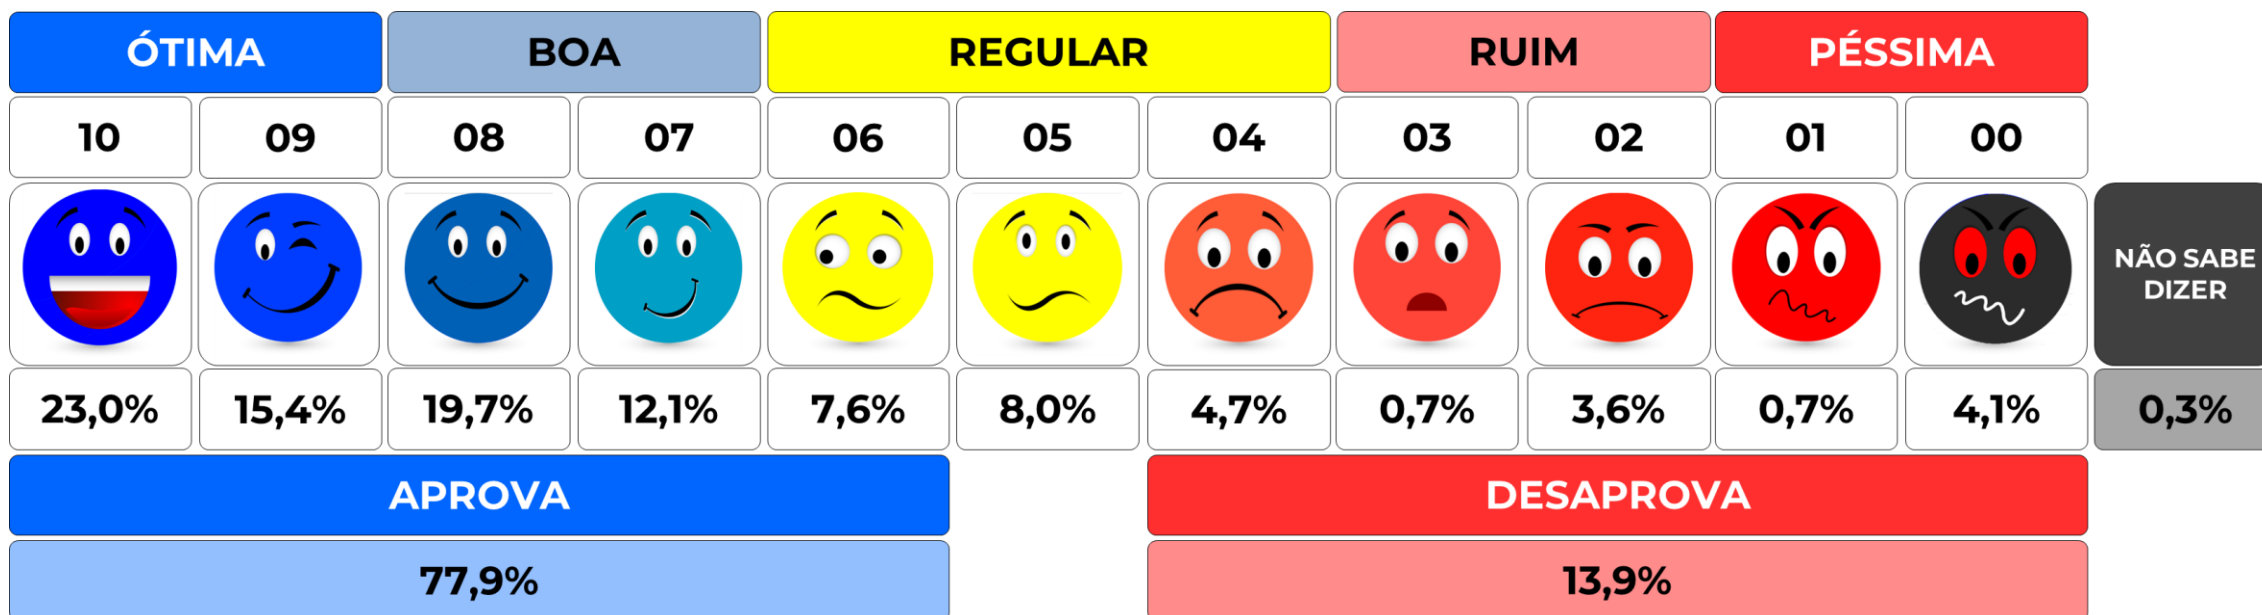 ÓTIMA BOA REGULAR RUIM PÉSSIMA
10 09 08 07 06 05 04 03 02 01 00
NÃO SABE
DIZER
23,0% 15,4% 19,7% 12,1% 7,6% 8,0% 4,7% 0,7% 3,6% 0,7% 4,1% 0,3%
APROVA DESAPROVA
77,9% 13,9%